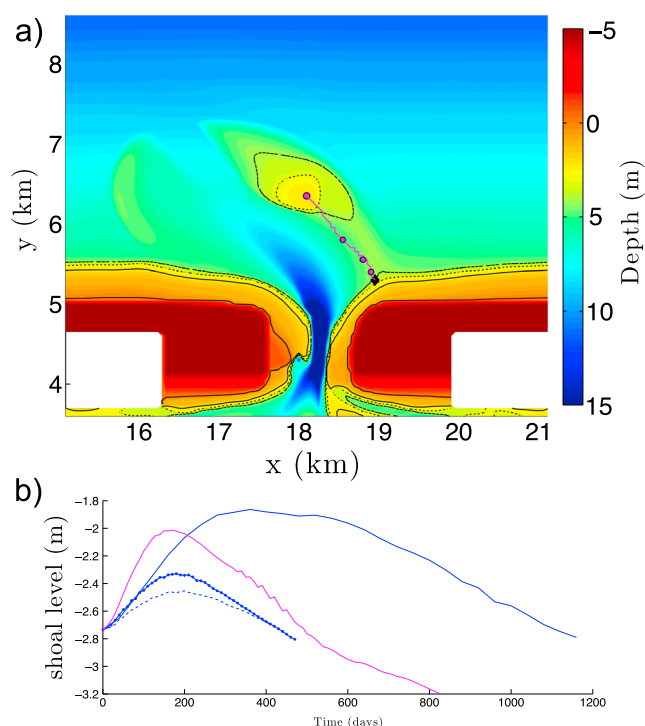 a)
8
7
6
5
4
y (km)
16 17 18 19 20 21
x (km)
−5
0
5
10
15
Depth (m)
b)
−1.8
−2
−2.2
−2.4
−2.6
−2.8
−3
−3.2
shoal level (m)
0 200 400 600 800 1000 1200
Time (days)